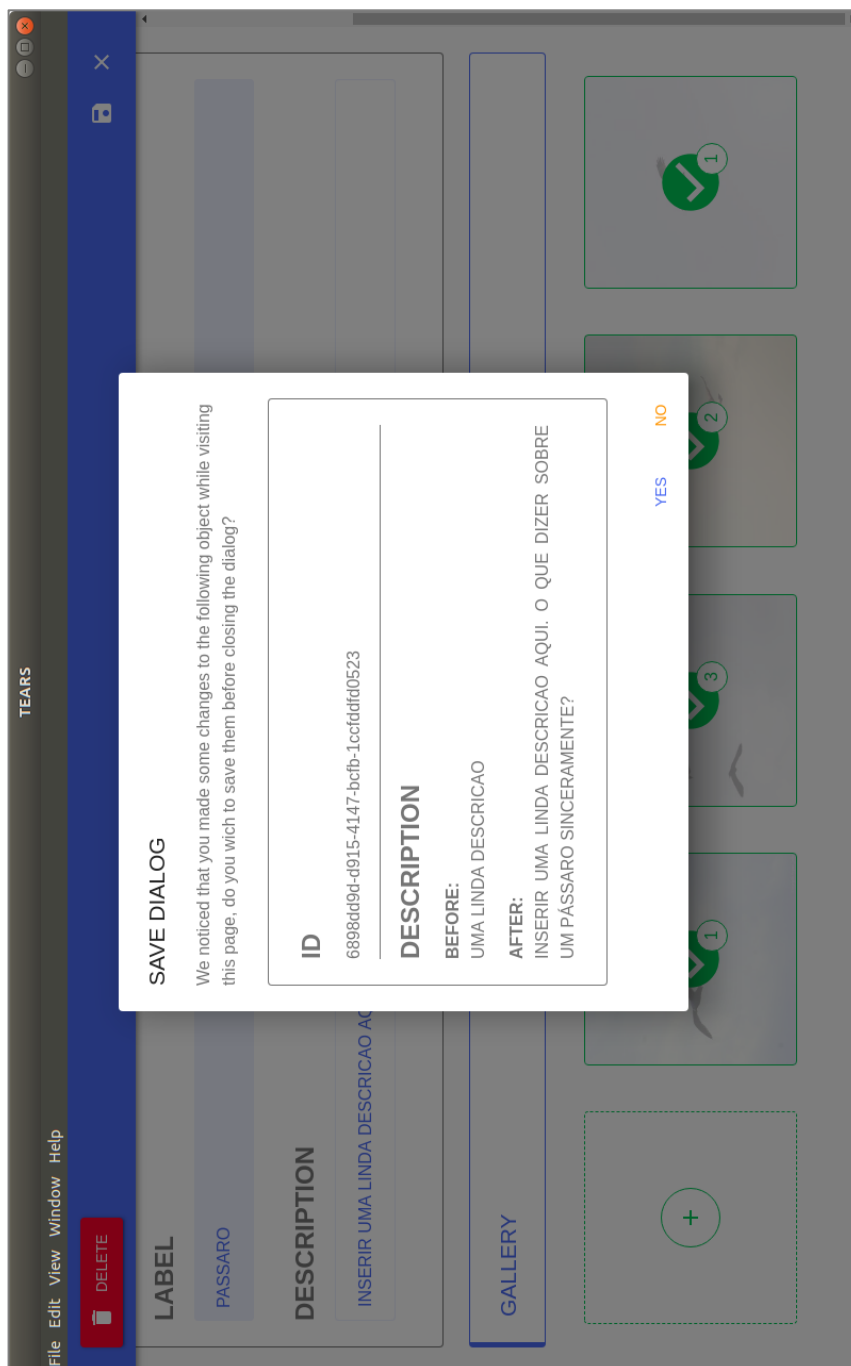 TEARS
File Edit View Window Help
DELETE
LABEL
PASSARO
DESCRIPTION
INSERIR UMA LINDA DESCRICAO AQ
GALLERY
SAVE DIALOG
We noticed that you made some changes to the following object while visiting
this page, do you wich to save them before closing the dialog?
ID
6898dd9d-d915-4147-bcfb-1ccfddfd0523
DESCRIPTION
BEFORE:
UMA LINDA DESCRICAO
AFTER:
INSERIR UMA LINDA DESCRICAO AQUI. O QUE DIZER SOBRE
UM PÁSSARO SINCERAMENTE?
YES NO
+
1
3
2
1